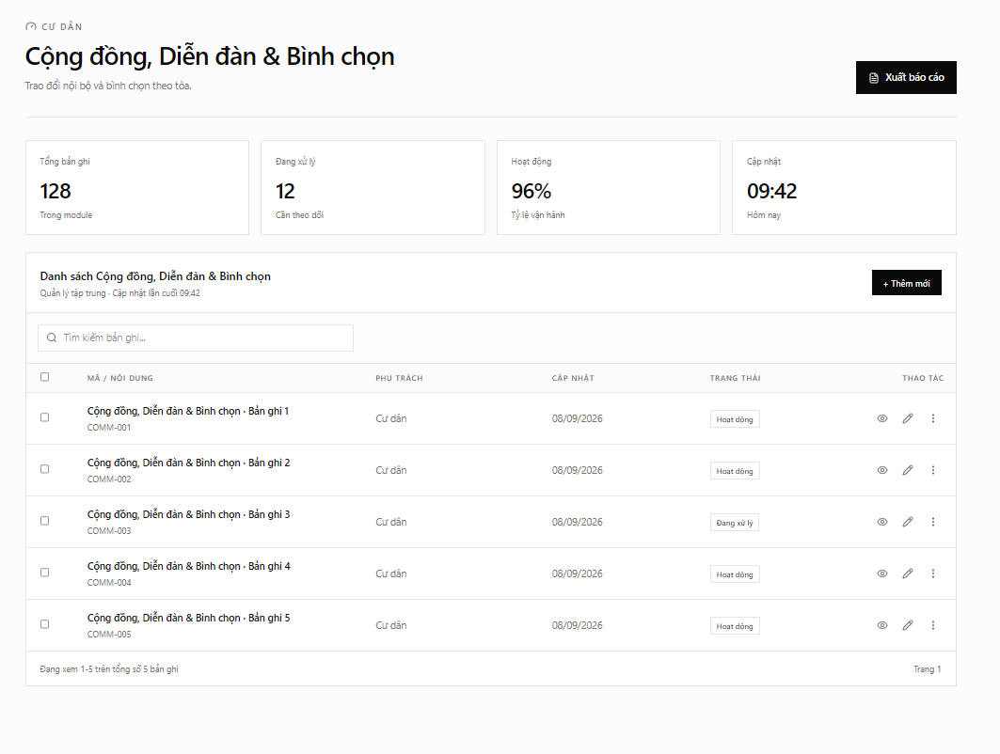 CƯ DÂN
Cộng đồng, Diễn đàn & Bình chọn
Trao đổi nội bộ và bình chọn theo tòa.
Xuất báo cáo
Tổng bản ghi
128
Trong module
Đang xử lý
12
Cần theo dõi
Hoạt động
96%
Tỷ lệ vận hành
Cập nhật
09:42
Hôm nay
Danh sách Cộng đồng, Diễn đàn & Bình chọn
Quản lý tập trung · Cập nhật lần cuối 09:42
+ Thêm mới
Tìm kiếm bản ghi...
MÃ / NỘI DUNG PHỤ TRÁCH CẬP NHẬT TRẠNG THÁI THAO TÁC
Cộng đồng, Diễn đàn & Bình chọn · Bản ghi 1
COMM-001
Cư dân 08/09/2026 Hoạt động
Cộng đồng, Diễn đàn & Bình chọn · Bản ghi 2
COMM-002
Cư dân 08/09/2026 Hoạt động
Cộng đồng, Diễn đàn & Bình chọn · Bản ghi 3
COMM-003
Cư dân 08/09/2026 Đang xử lý
Cộng đồng, Diễn đàn & Bình chọn · Bản ghi 4
COMM-004
Cư dân 08/09/2026 Hoạt động
Cộng đồng, Diễn đàn & Bình chọn · Bản ghi 5
COMM-005
Cư dân 08/09/2026 Hoạt động
Đang xem 1-5 trên tổng số 5 bản ghi
Trang 1